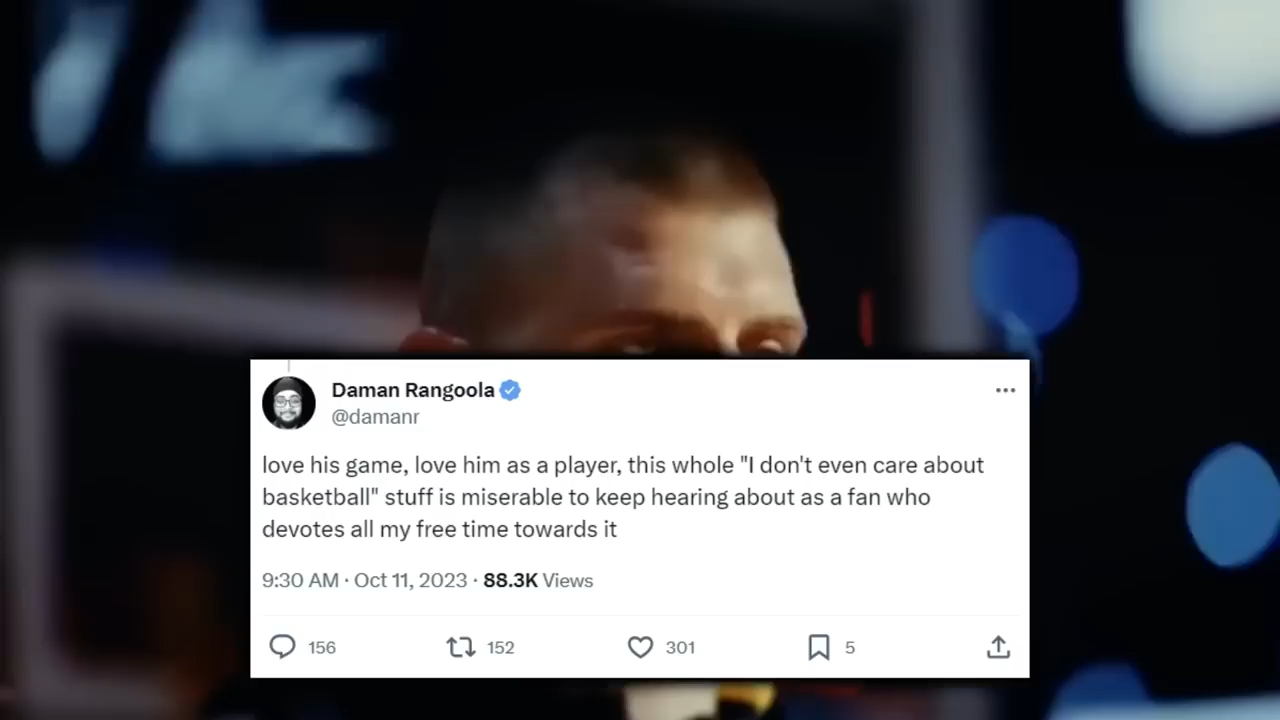 Daman Rangoola
@damanr
love his game, love him as a player, this whole "I don't even care about
basketball" stuff is miserable to keep hearing about as a fan who
devotes all my free time towards it
9:30 AM · Oct 11, 2023 · 88.3K Views
156 152 301 5